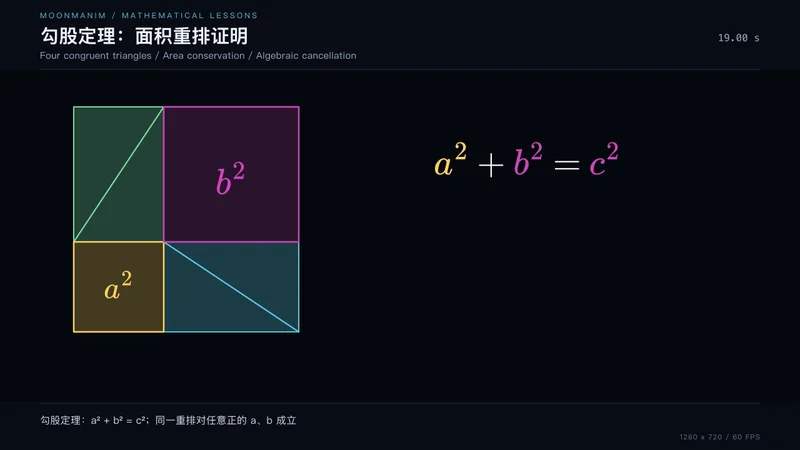 MOONMANIM / MATHEMATICAL LESSONS
勾股定理：面积重排证明
19.00 s
Four congruent triangles / Area conservation / Algebraic cancellation
b²
a² + b² = c²
a²
勾股定理：a² + b² = c²；同一重排对任意正的 a、b 成立
1280 x 720 / 60 FPS